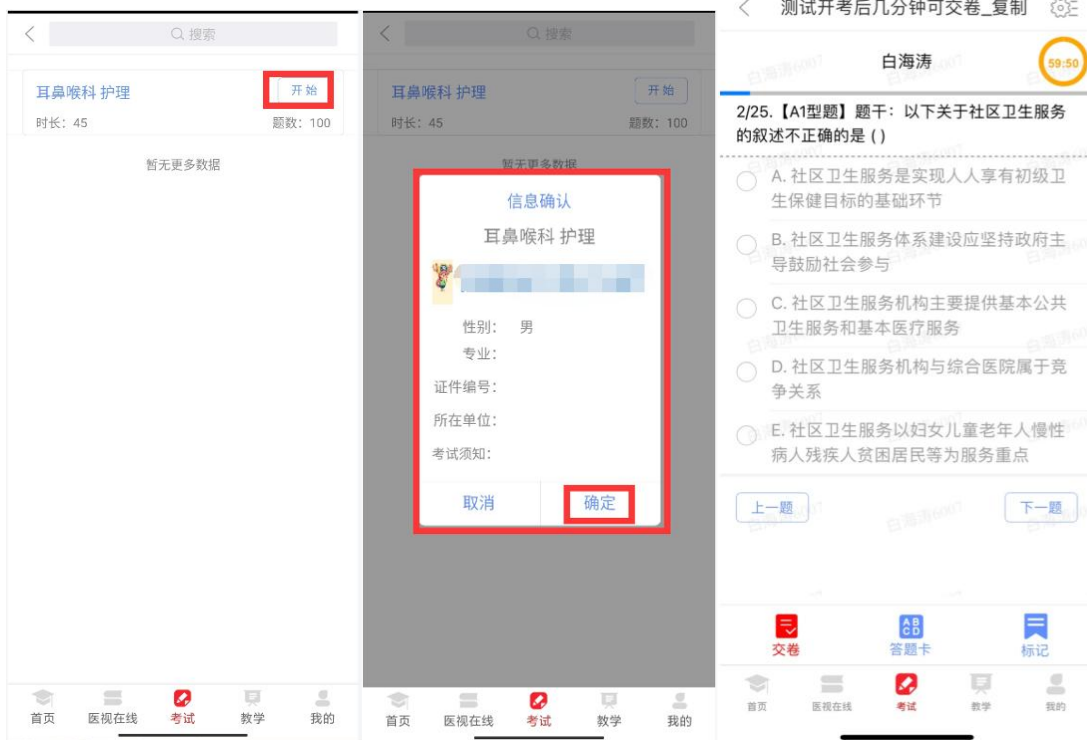 搜索
耳鼻喉科 护理
开始
时长：45
题数：100
暂无更多数据
首页
医视在线
考试
教学
我的
搜索
耳鼻喉科 护理
开始
时长：45
题数：100
暂无更多数据
信息确认
耳鼻喉科 护理
性别： 男
专业：
证件编号：
所在单位：
考试须知：
取消
确定
首页
医视在线
考试
教学
我的
测试开考后几分钟可交卷_复制
白海涛
59:50
2/25.【A1型题】题干：以下关于社区卫生服务
的叙述不正确的是 ( )
A. 社区卫生服务是实现人人享有初级卫
生保健目标的基础环节
B. 社区卫生服务体系建设应坚持政府主
导鼓励社会参与
C. 社区卫生服务机构主要提供基本公共
卫生服务和基本医疗服务
D. 社区卫生服务机构与综合医院属于竞
争关系
E. 社区卫生服务以妇女儿童老年人慢性
病人残疾人贫困居民等为服务重点
上一题
下一题
白海涛6007
交卷
ABCD
答题卡
标记
首页
医视在线
考试
教学
我的